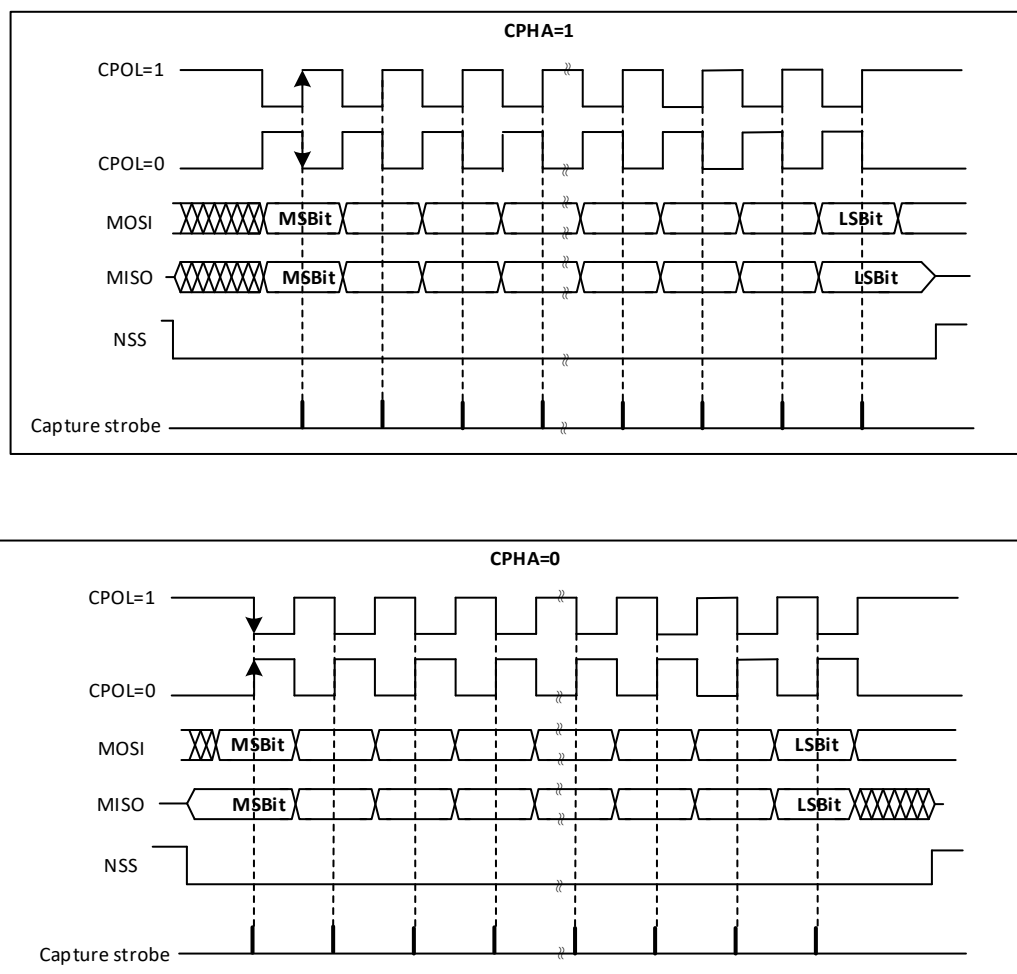 CPHA=1
CPOL=1
CPOL=0
MOSI MSBit LSBit
MISO MSBit LSBit
NSS
Capture strobe
CPHA=0
CPOL=1
CPOL=0
MOSI MSBit LSBit
MISO MSBit LSBit
NSS
Capture strobe